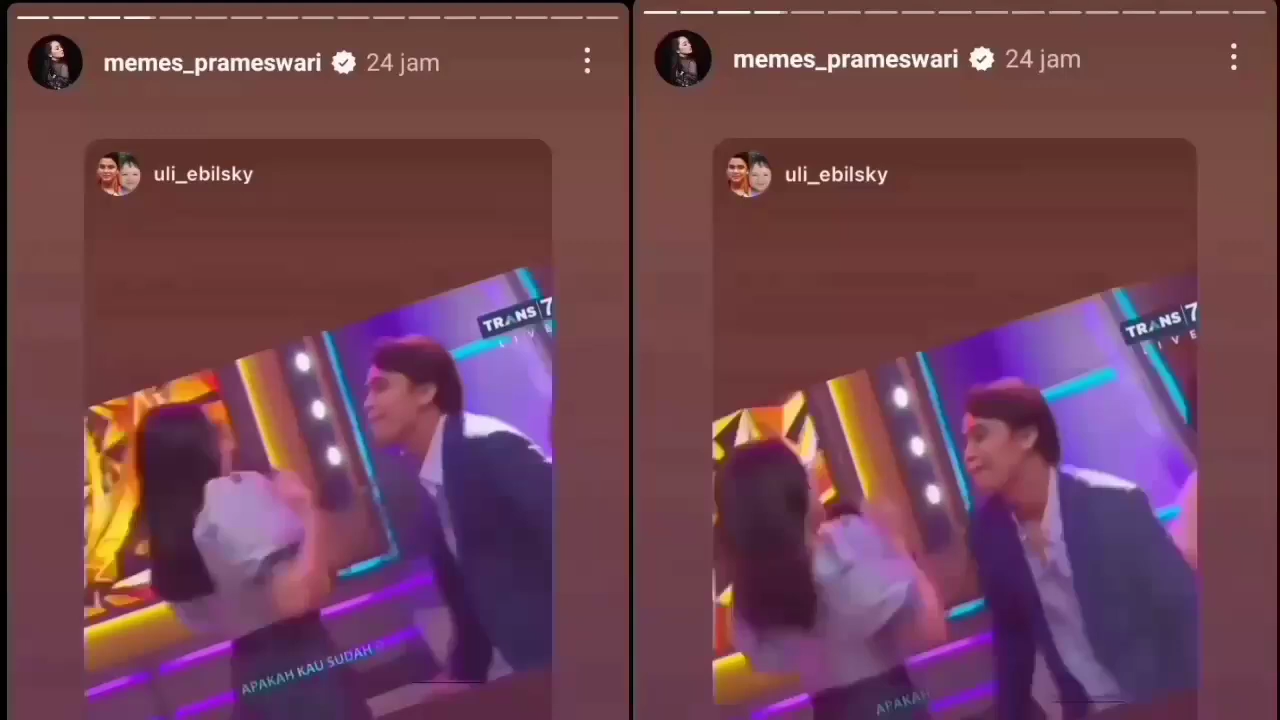 memes_prameswari 24 jam
uli_ebilsky
TRANS|7
LIVE
APAKAH KAU SUDAH
memes_prameswari 24 jam
uli_ebilsky
TRANS|7
LIVE
APAKAH